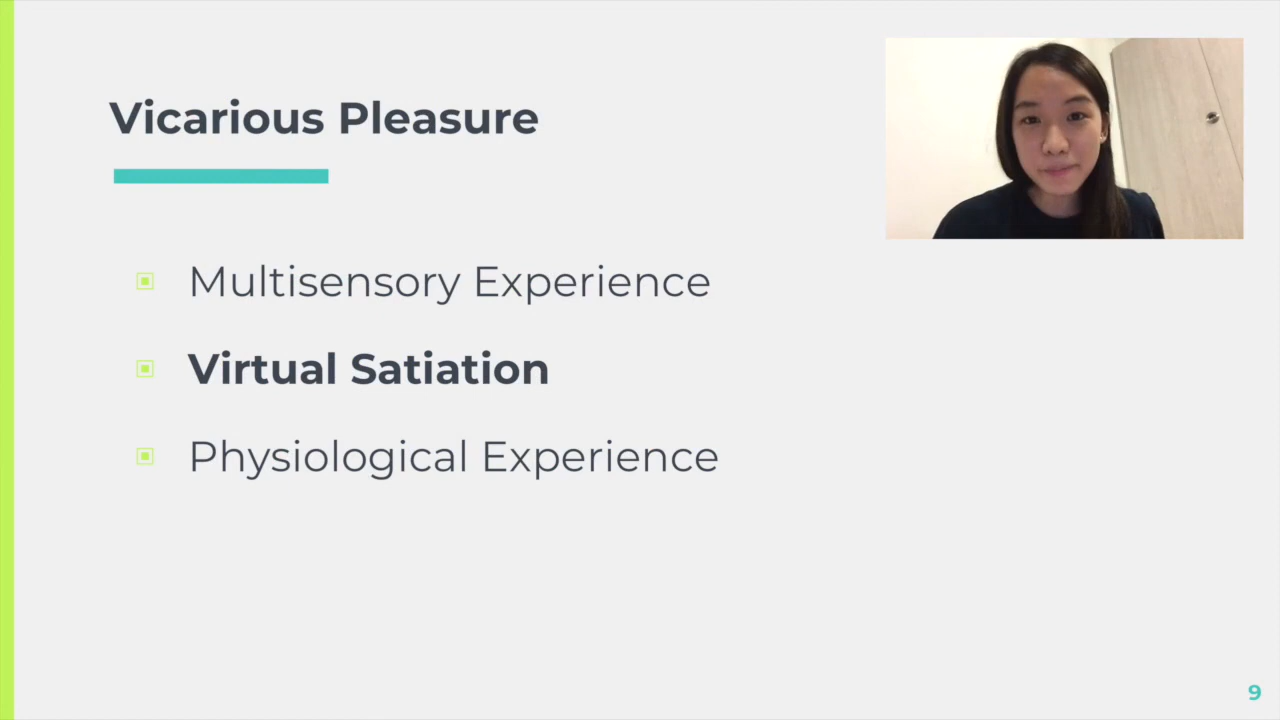 Vicarious Pleasure
Multisensory Experience
Virtual Satiation
Physiological Experience
9